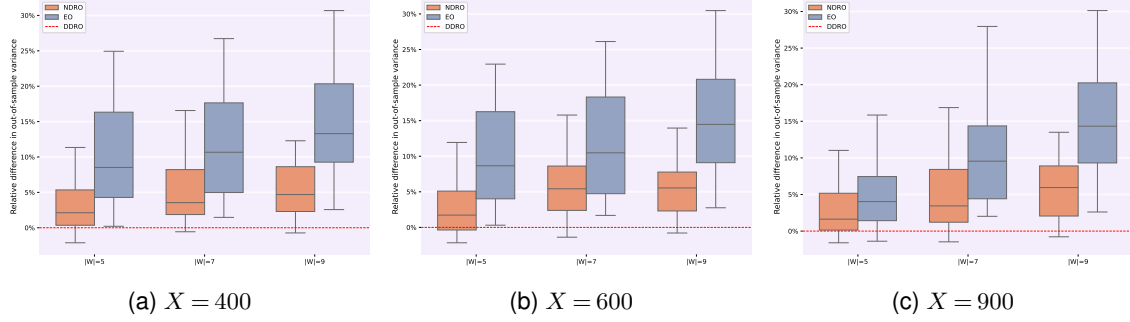 NDRO
EO
DDRO
Relative difference in out-of-sample variance
30%
25%
20%
15%
10%
5%
0%
|W|=5
|W|=7
|W|=9
(a) X = 400
NDRO
EO
DDRO
Relative difference in out-of-sample variance
30%
25%
20%
15%
10%
5%
0%
|W|=5
|W|=7
|W|=9
(b) X = 600
NDRO
EO
DDRO
Relative difference in out-of-sample variance
30%
25%
20%
15%
10%
5%
0%
|W|=5
|W|=7
|W|=9
(c) X = 900